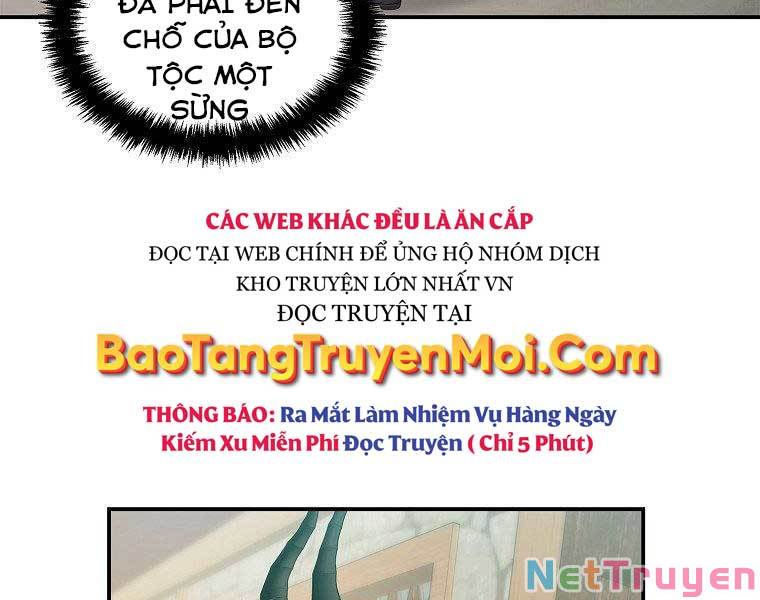 ĐÃ PHẢI ĐẾN
CHỖ CỦA BỘ
TỘC MỘT
SỪNG
CÁC WEB KHÁC ĐỀU LÀ ĂN CẮP
ĐỌC TẠI WEB CHÍNH ĐỂ ỦNG HỘ NHÓM DỊCH
KHO TRUYỆN LỚN NHẤT VN
ĐỌC TRUYỆN TẠI
BaoTangTruyenMoi.Com
THÔNG BÁO: Ra Mắt Làm Nhiệm Vụ Hàng Ngày
Kiếm Xu Miễn Phí Đọc Truyện ( Chỉ 5 Phút)
NetTruyen